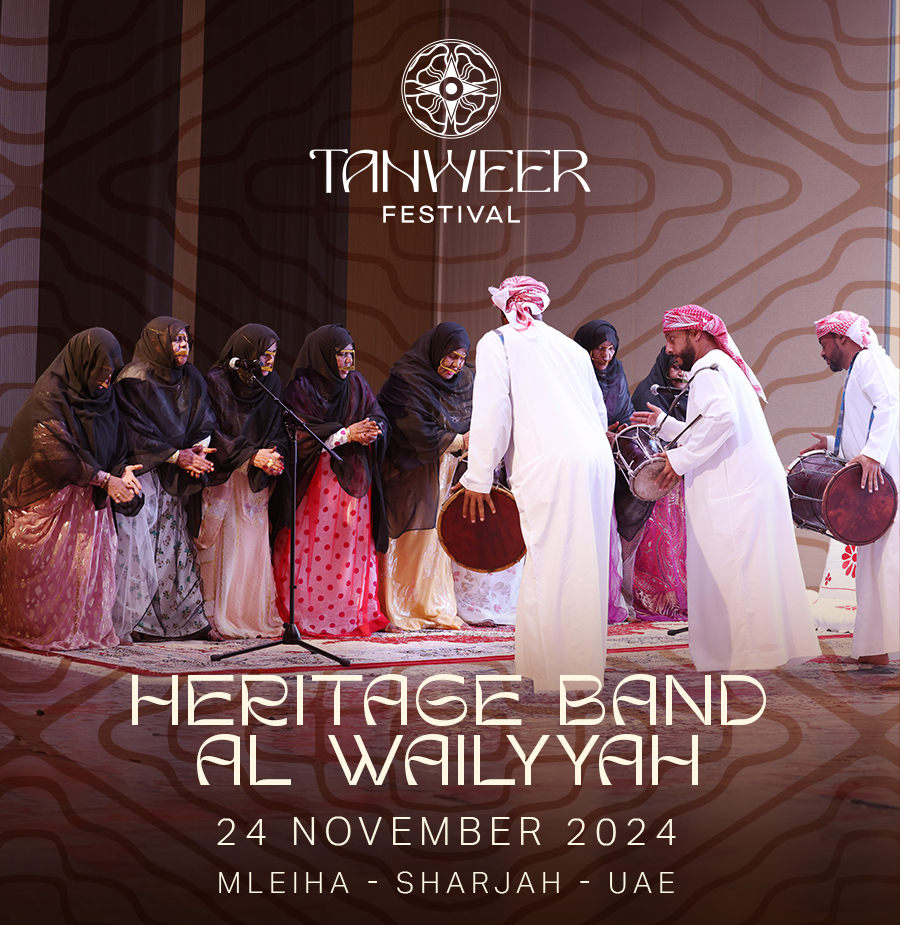 TANWEER
FESTIVAL
HERITAGE BAND
AL WAILYYAH
24 NOVEMBER 2024
MLEIHA - SHARJAH - UAE